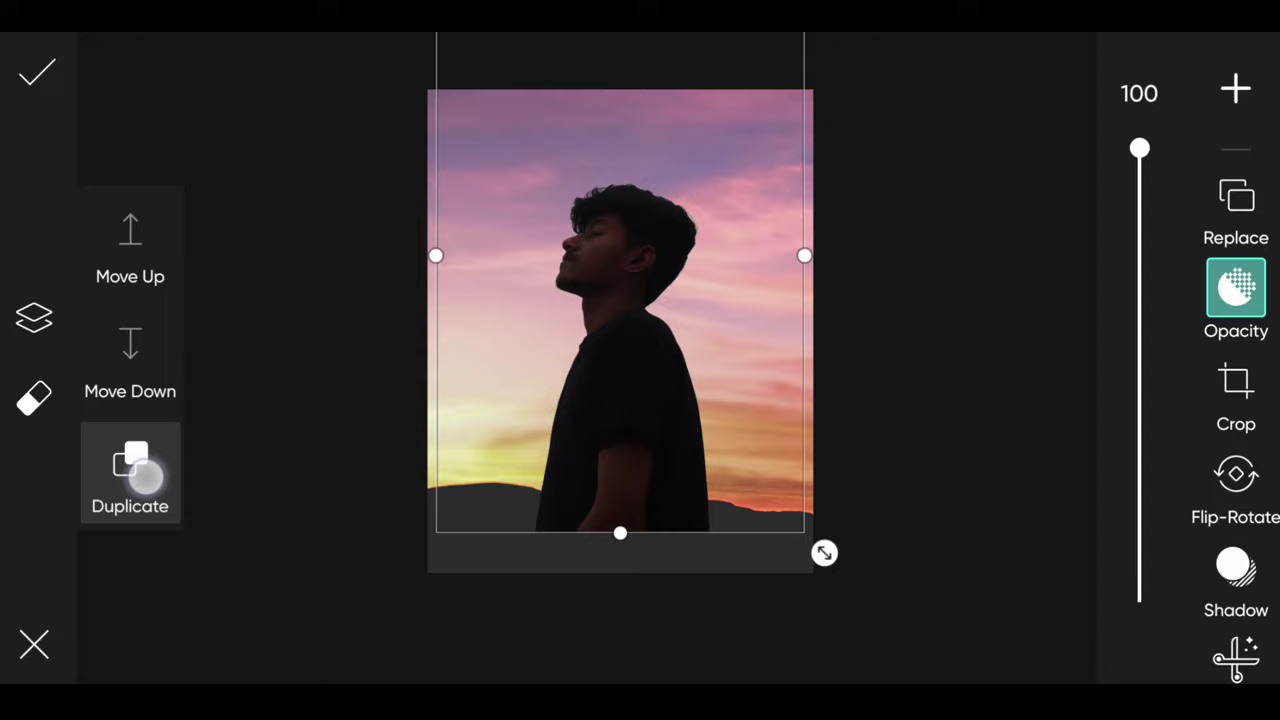 Move Up
Move Down
Duplicate
100
Replace
Opacity
Crop
Flip-Rotate
Shadow